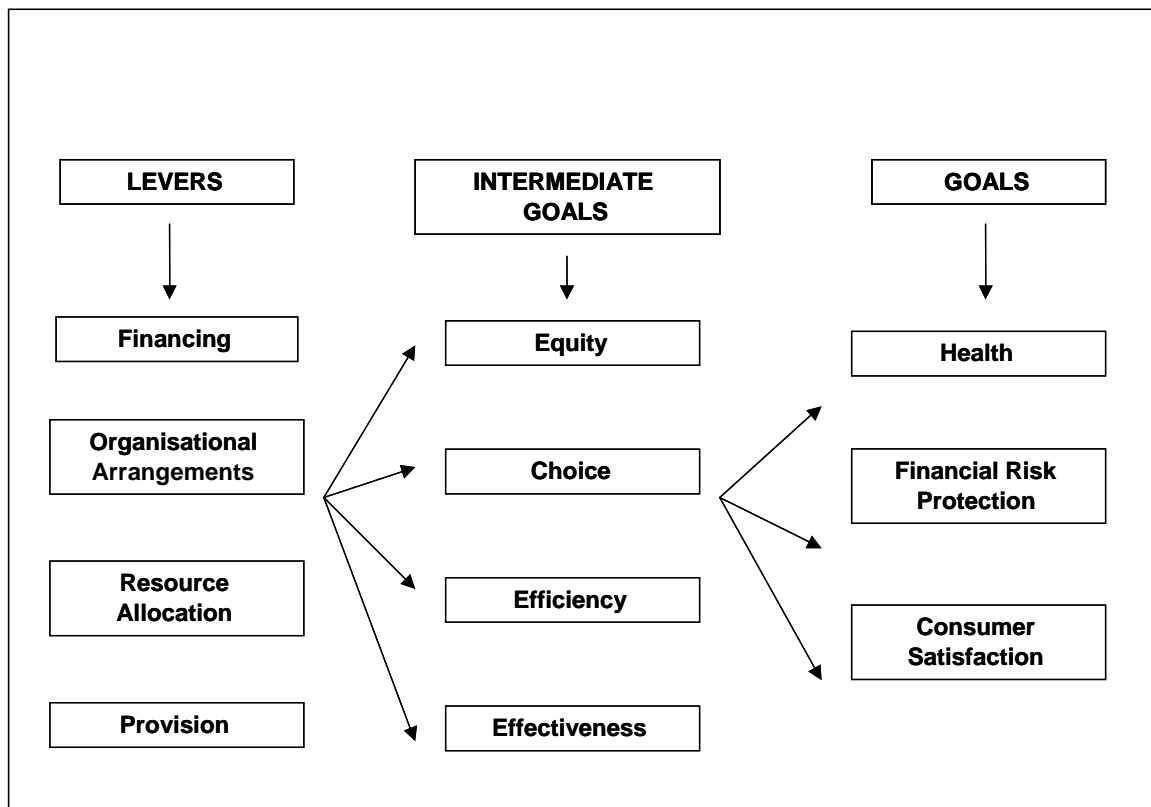 LEVERS
Financing
Organisational
Arrangements
Resource
Allocation
Provision
INTERMEDIATE
GOALS
Equity
Choice
Efficiency
Effectiveness
GOALS
Health
Financial Risk
Protection
Consumer
Satisfaction